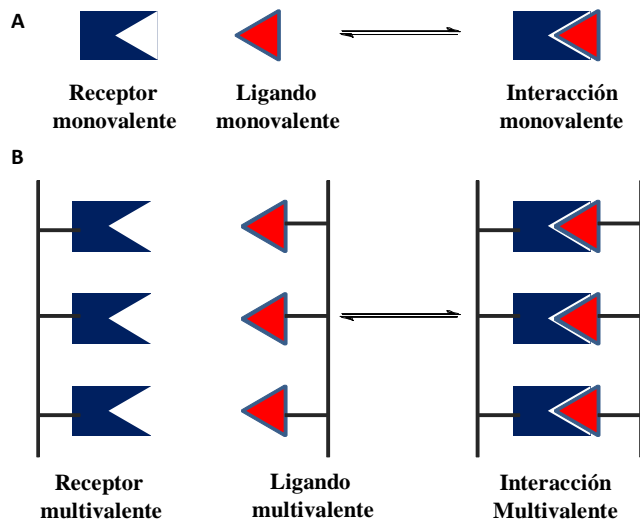 A
Receptor
monovalente
Ligando
monovalente
Interacción
monovalente
B
Receptor
multivalente
Ligando
multivalente
Interacción
Multivalente